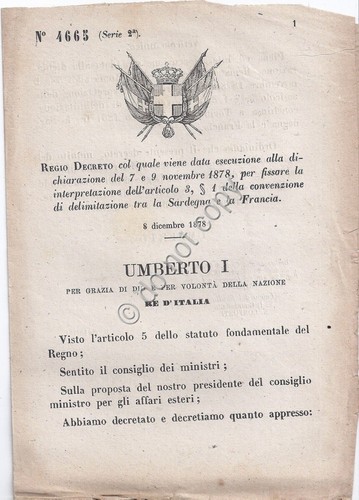 1
N° 4665 (Serie 2ª).
REGIO DECRETO col quale viene data esecuzione alla di-
chiarazione del 7 e 9 novembre 1878, per fissare la
interpretazione dell'articolo 3, § 1 della convenzione
di delimitazione tra la Sardegna e la Francia.
8 dicembre 1878
UMBERTO I
PER GRAZIA DI DIO E PER VOLONTÀ DELLA NAZIONE
RE D'ITALIA
Visto l'articolo 5 dello statuto fondamentale del
Regno;
Sentito il consiglio dei ministri;
Sulla proposta del nostro presidente del consiglio
ministro per gli affari esteri;
Abbiamo decretato e decretiamo quanto appresso:
do not copy